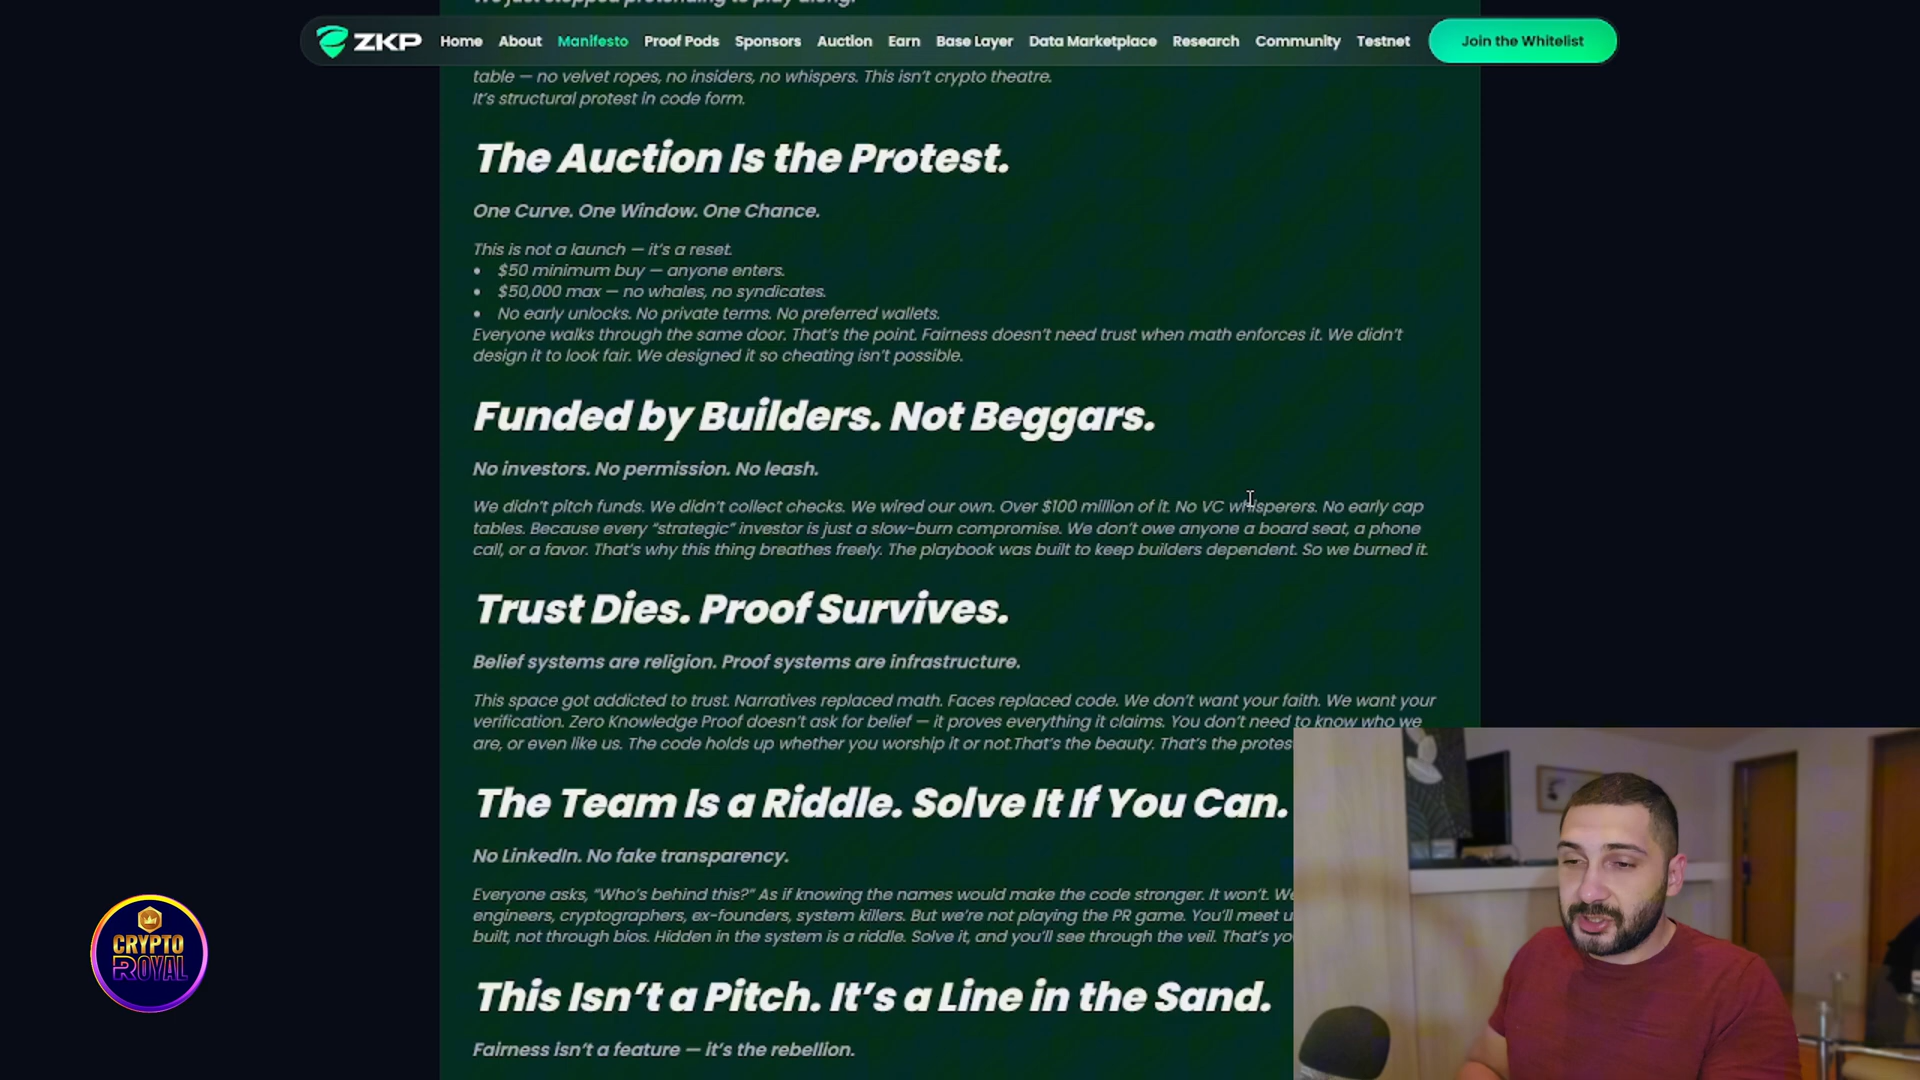 ZKP
Home About Manifesto Proof Pods Sponsors Auction Earn Base Layer Data Marketplace Research Community Testnet Join the Whitelist
table — no velvet ropes, no insiders, no whispers. This isn't crypto theatre.
It's structural protest in code form.
The Auction Is the Protest.
One Curve. One Window. One Chance.
This is not a launch — it's a reset.
• $50 minimum buy — anyone enters.
• $50,000 max — no whales, no syndicates.
• No early unlocks. No private terms. No preferred wallets.
Everyone walks through the same door. That's the point. Fairness doesn't need trust when math enforces it. We didn't
design it to look fair. We designed it so cheating isn't possible.
Funded by Builders. Not Beggars.
No investors. No permission. No leash.
We didn't pitch funds. We didn't collect checks. We wired our own. Over $100 million of it. No VC whisperers. No early cap
tables. Because every “strategic” investor is just a slow-burn compromise. We don't owe anyone a board seat, a phone
call, or a favor. That's why this thing breathes freely. The playbook was built to keep builders dependent. So we burned it.
Trust Dies. Proof Survives.
Belief systems are religion. Proof systems are infrastructure.
This space got addicted to trust. Narratives replaced math. Faces replaced code. We don't want your faith. We want your
verification. Zero Knowledge Proof doesn't ask for belief — it proves everything it claims. You don't need to know who we
are, or even like us. The code holds up whether you worship it or not.That's the beauty. That's the protes
The Team Is a Riddle. Solve It If You Can.
No LinkedIn. No fake transparency.
Everyone asks, “Who's behind this?” As if knowing the names would make the code stronger. It won't.
engineers, cryptographers, ex-founders, system killers. But we're not playing the PR game. You'll meet
built, not through bios. Hidden in the system is a riddle. Solve it, and you'll see through the veil. That's
This Isn't a Pitch. It's a Line in the Sand.
Fairness isn't a feature — it's the rebellion.
CRYPTO
ROYAL